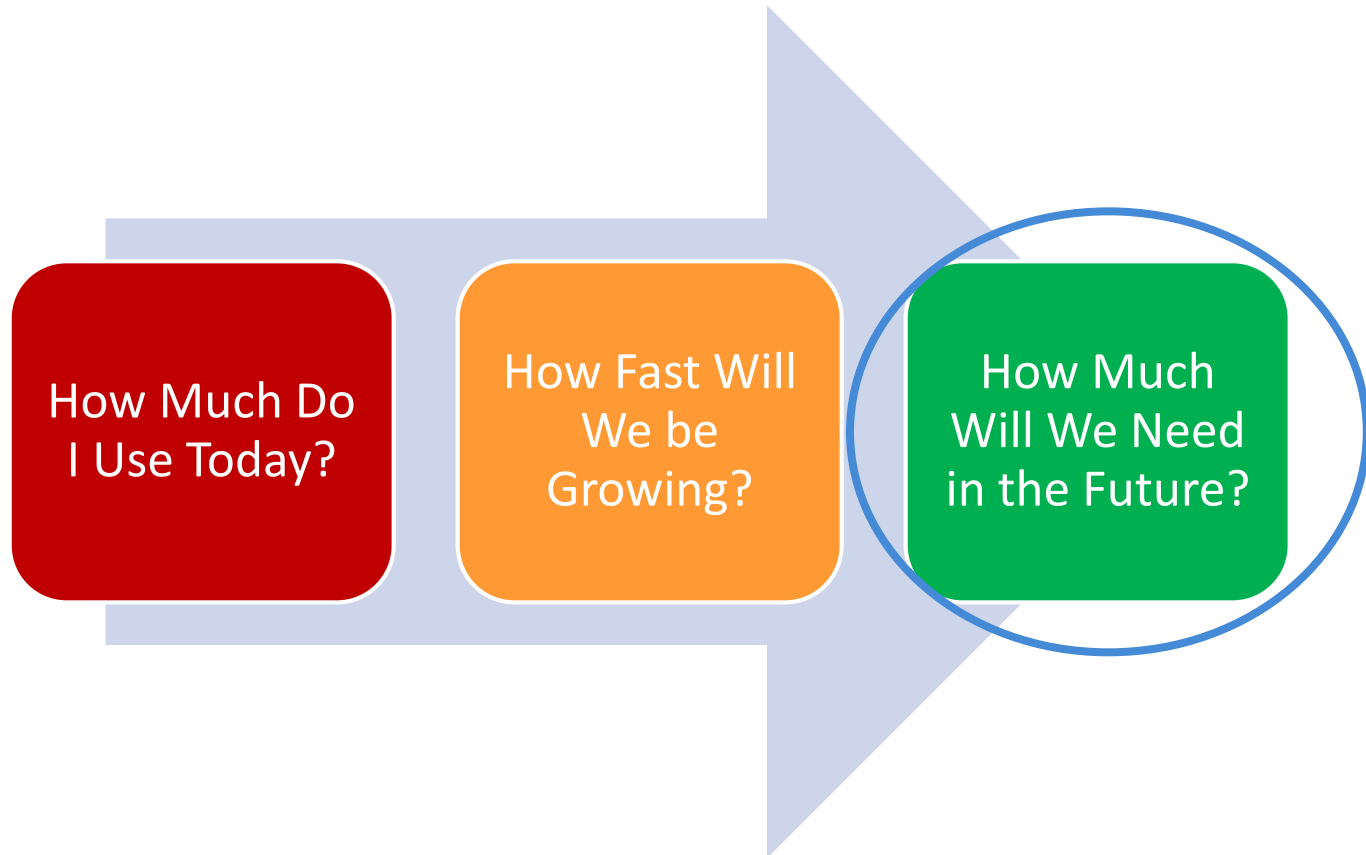 How Much Do
I Use Today?
How Fast Will
We be
Growing?
How Much
Will We Need
in the Future?